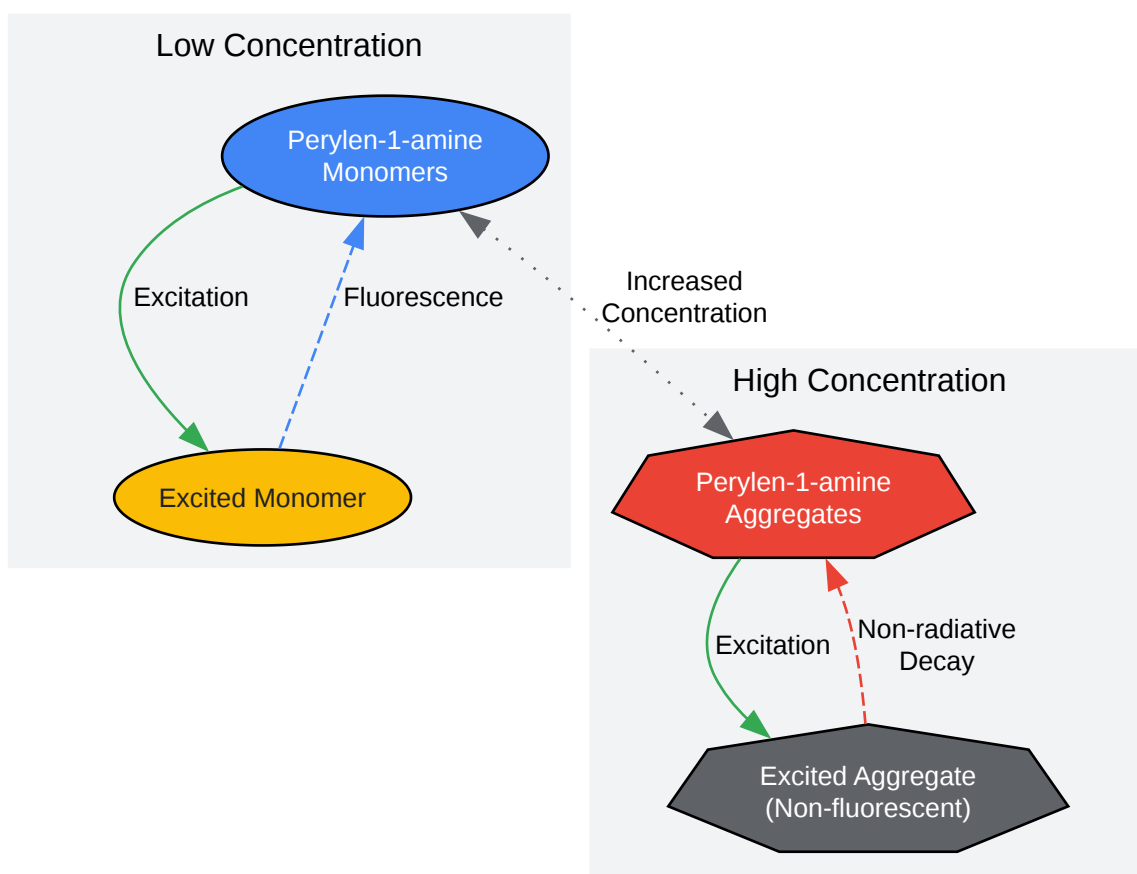 Low Concentration
Perylen-1-amine
Monomers
Excitation
Fluorescence
Excited Monomer
Increased
Concentration
High Concentration
Perylen-1-amine
Aggregates
Excitation
Non-radiative
Decay
Excited Aggregate
(Non-fluorescent)